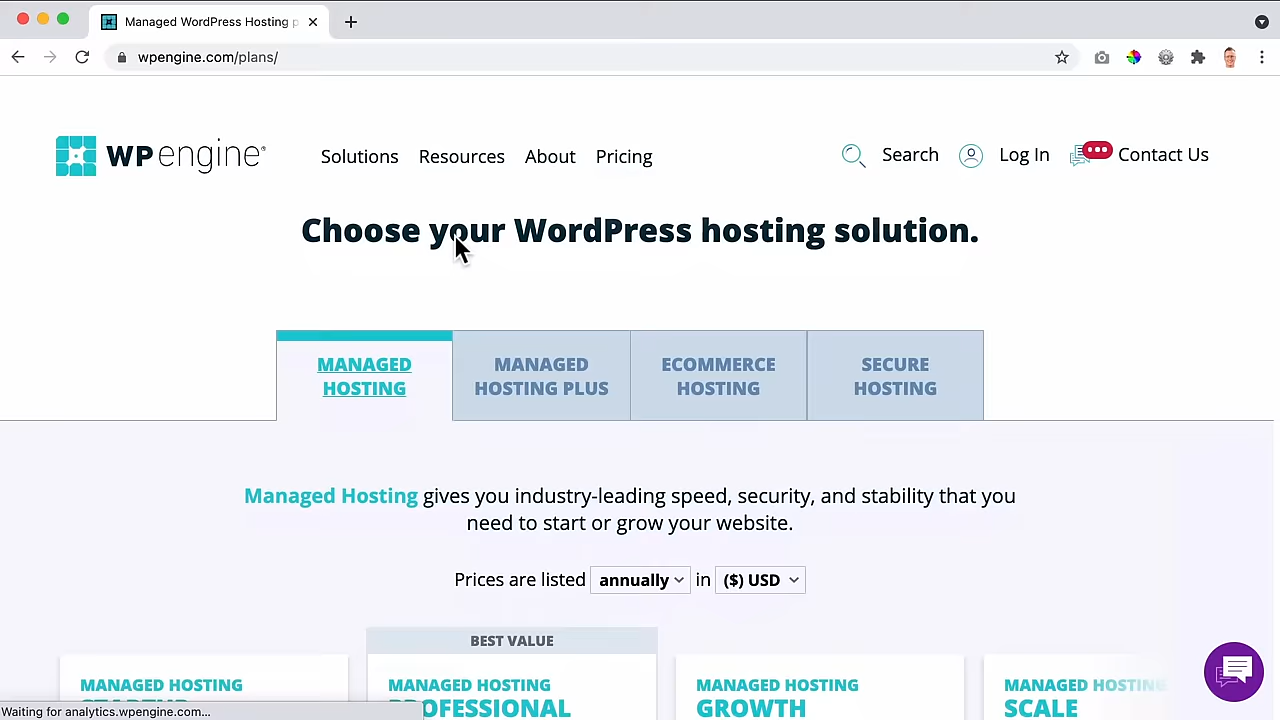 Managed WordPress Hosting p
wpengine.com/plans/
WP engine®
Solutions
Resources
About
Pricing
Search
Log In
Contact Us
Choose your WordPress hosting solution.
MANAGED
HOSTING
MANAGED
HOSTING PLUS
ECOMMERCE
HOSTING
SECURE
HOSTING
Managed Hosting gives you industry-leading speed, security, and stability that you
need to start or grow your website.
Prices are listed annually in ($) USD
BEST VALUE
MANAGED HOSTING
MANAGED HOSTING
PROFESSIONAL
MANAGED HOSTING
GROWTH
MANAGED HOSTING
SCALE
Waiting for analytics.wpengine.com...